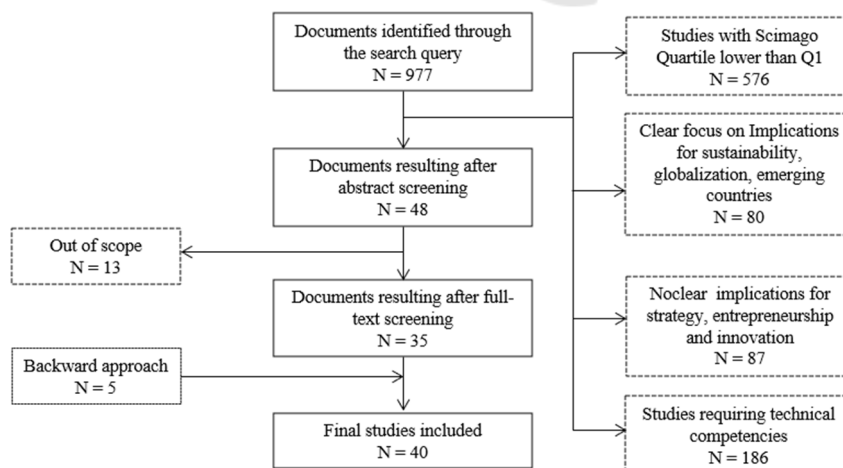 Documents identified through
the search query
N = 977
Studies with Scimago
Quartile lower than Q1
N = 576
Clear focus on Implications
for sustainability,
globalization, emerging
countries
N = 80
Documents resulting after
abstract screening
N = 48
Out of scope
N = 13
Documents resulting after full-
text screening
N = 35
Noclear implications for
strategy, entrepreneurship
and innovation
N = 87
Backward approach
N = 5
Final studies included
N = 40
Studies requiring technical
competencies
N = 186